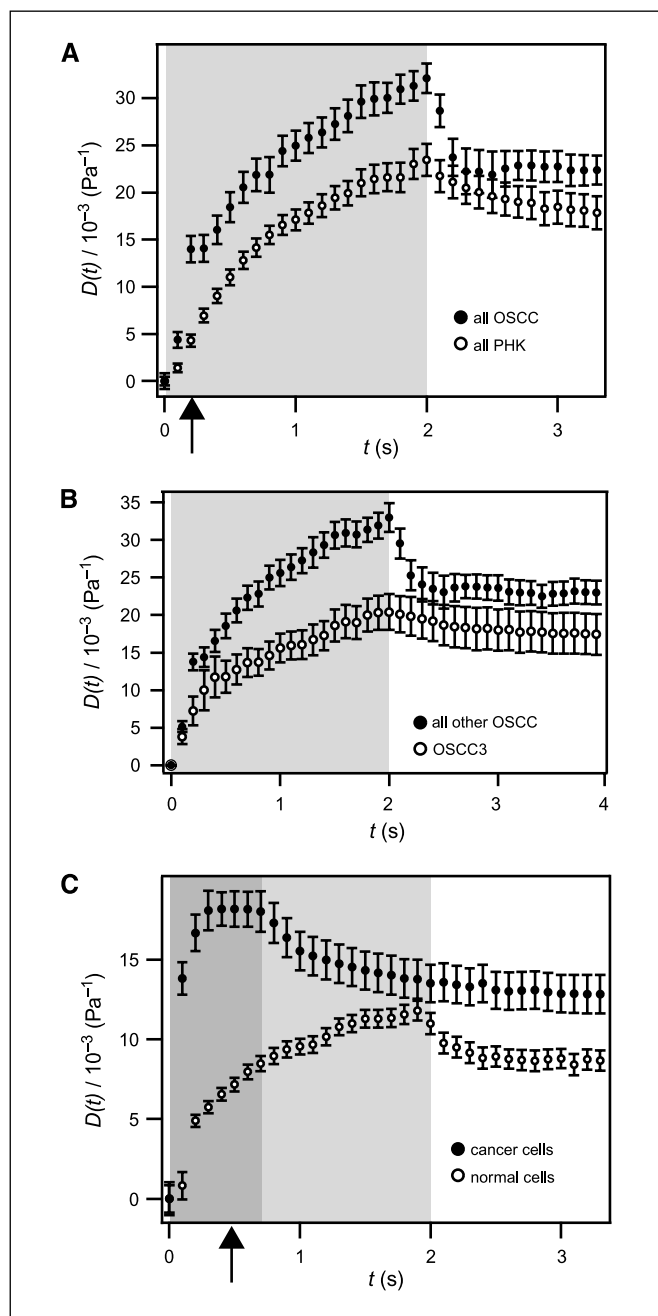 A
D(t) / 10⁻³ (Pa⁻¹)
30
25
20
15
10
5
0
all OSCC
all PHK
0 1 2 3
t (s)
B
D(t) / 10⁻³ (Pa⁻¹)
35
30
25
20
15
10
5
0
all other OSCC
OSCC3
0 1 2 3 4
t (s)
C
D(t) / 10⁻³ (Pa⁻¹)
15
10
5
0
cancer cells
normal cells
0 1 2 3
t (s)